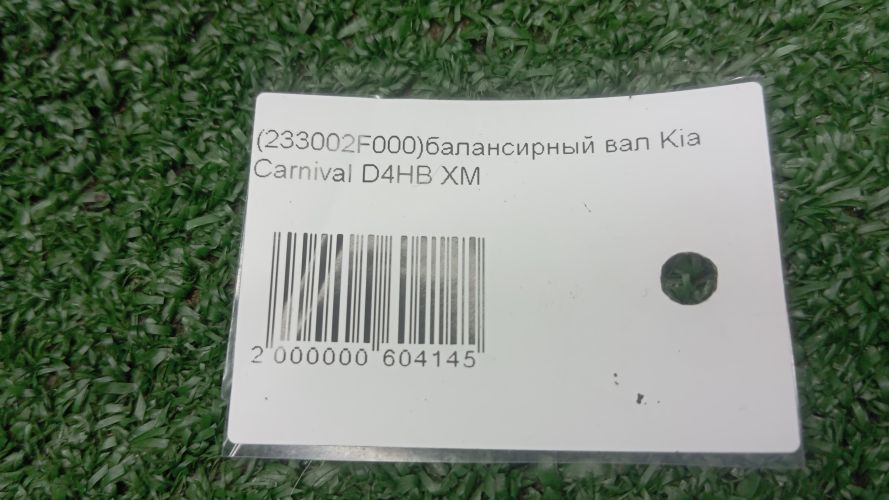 (233002F000)балансирный вал Kia
Carnival D4HB XM
2 000000 604145